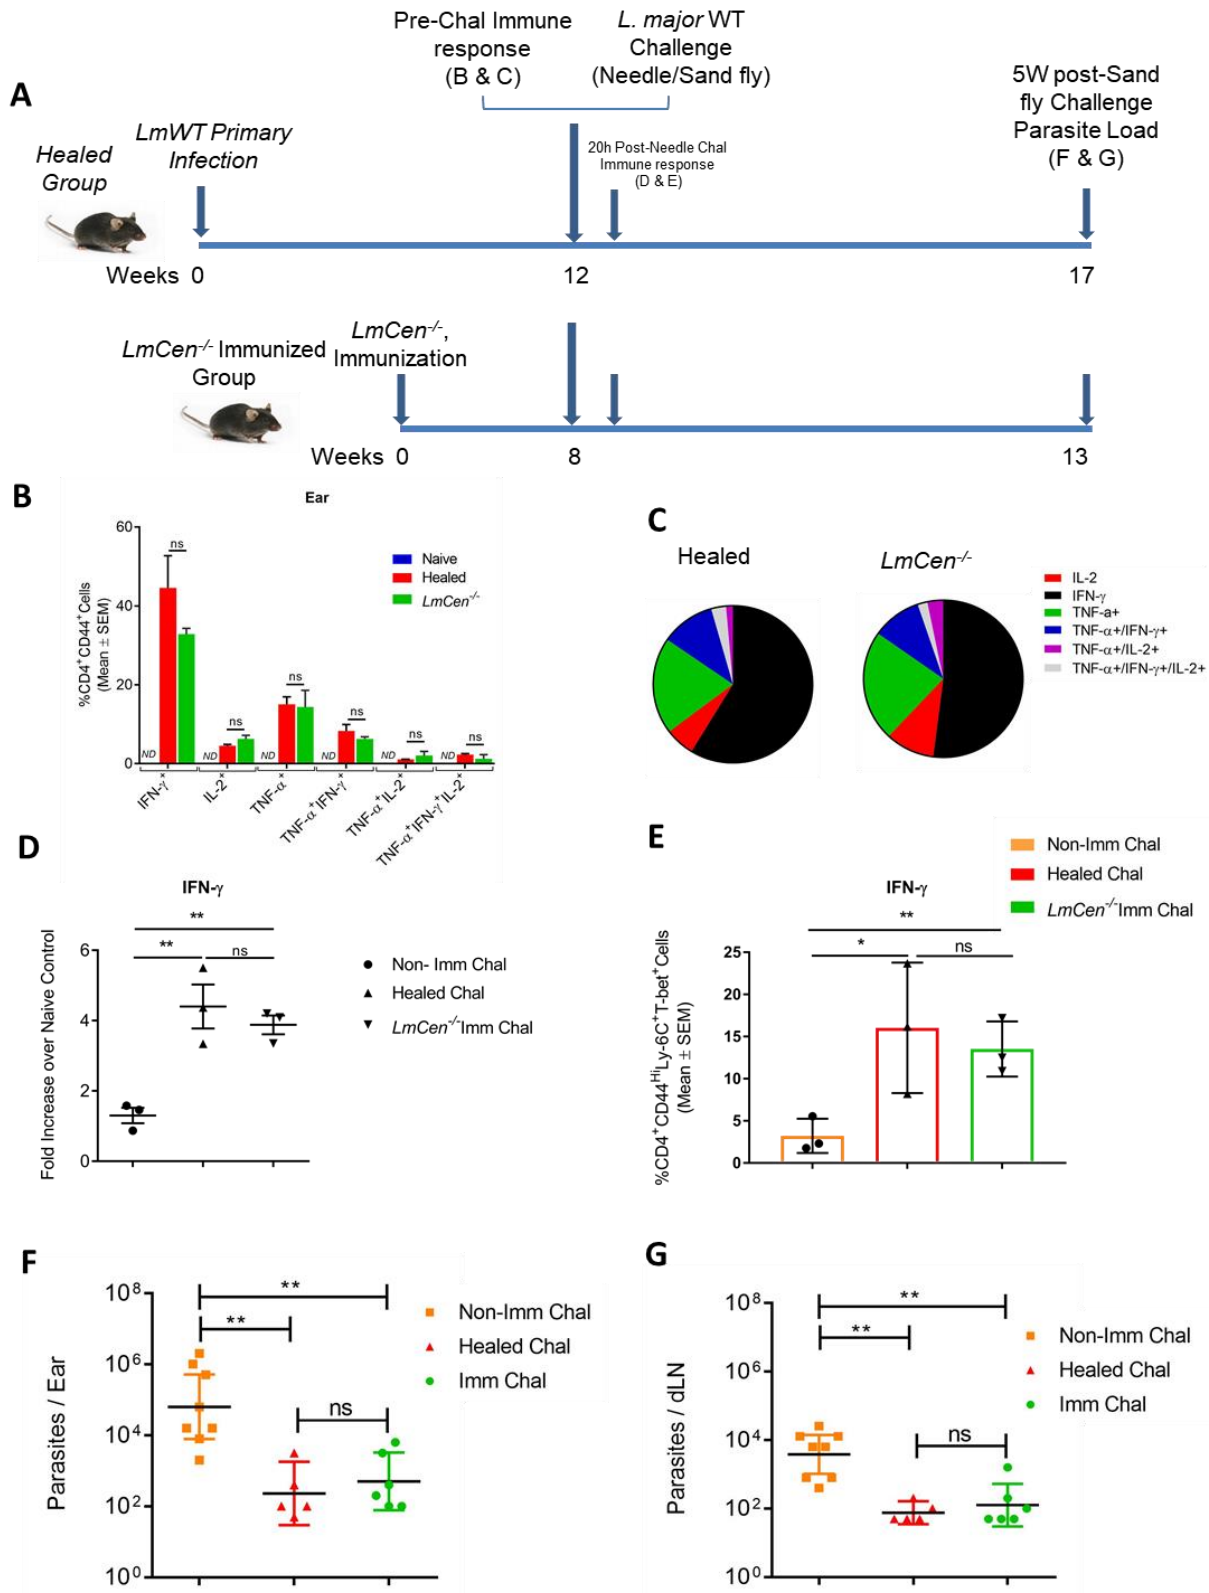 Pre-Chal Immune
response
(B & C)
L. major WT
Challenge
(Needle/Sand fly)
5W post-Sand
fly Challenge
Parasite Load
(F & G)
A
LmWT Primary
Infection
20h Post-Needle Chal
Immune response
(D & E)
Healed
Group
Weeks 0
12
17
LmCen-/- Immunized
Group
LmCen-/-,
Immunization
Weeks 0
8
13
B
Ear
%CD4+CD44+Cells
(Mean ± SEM)
60
40
20
0
ns
ns
ns
ns
ns
ns
ND
ND
ND
ND
ND
ND
Naive
Healed
LmCen-/-
IFN-γ+
IL-2+
TNF-α+
TNF-α+IFN-γ+
TNF-α+IL-2+
TNF-α+IFN-γ+IL-2+
C
Healed
LmCen-/-
IL-2
IFN-γ
TNF-a+
TNF-α+/IFN-γ+
TNF-α+/IL-2+
TNF-α+/IFN-γ+/IL-2+
D
IFN-γ
Fold Increase over Naive Control
6
4
2
0
**
**
ns
Non- Imm Chal
Healed Chal
LmCen-/-Imm Chal
E
IFN-γ
%CD4+CD44HiLy-6C+T-bet+Cells
(Mean ± SEM)
25
20
15
10
5
0
**
*
ns
Non-Imm Chal
Healed Chal
LmCen-/-Imm Chal
F
Parasites / Ear
10^8
10^6
10^4
10^2
10^0
**
**
ns
Non-Imm Chal
Healed Chal
Imm Chal
G
Parasites / dLN
10^8
10^6
10^4
10^2
10^0
**
**
ns
Non-Imm Chal
Healed Chal
Imm Chal